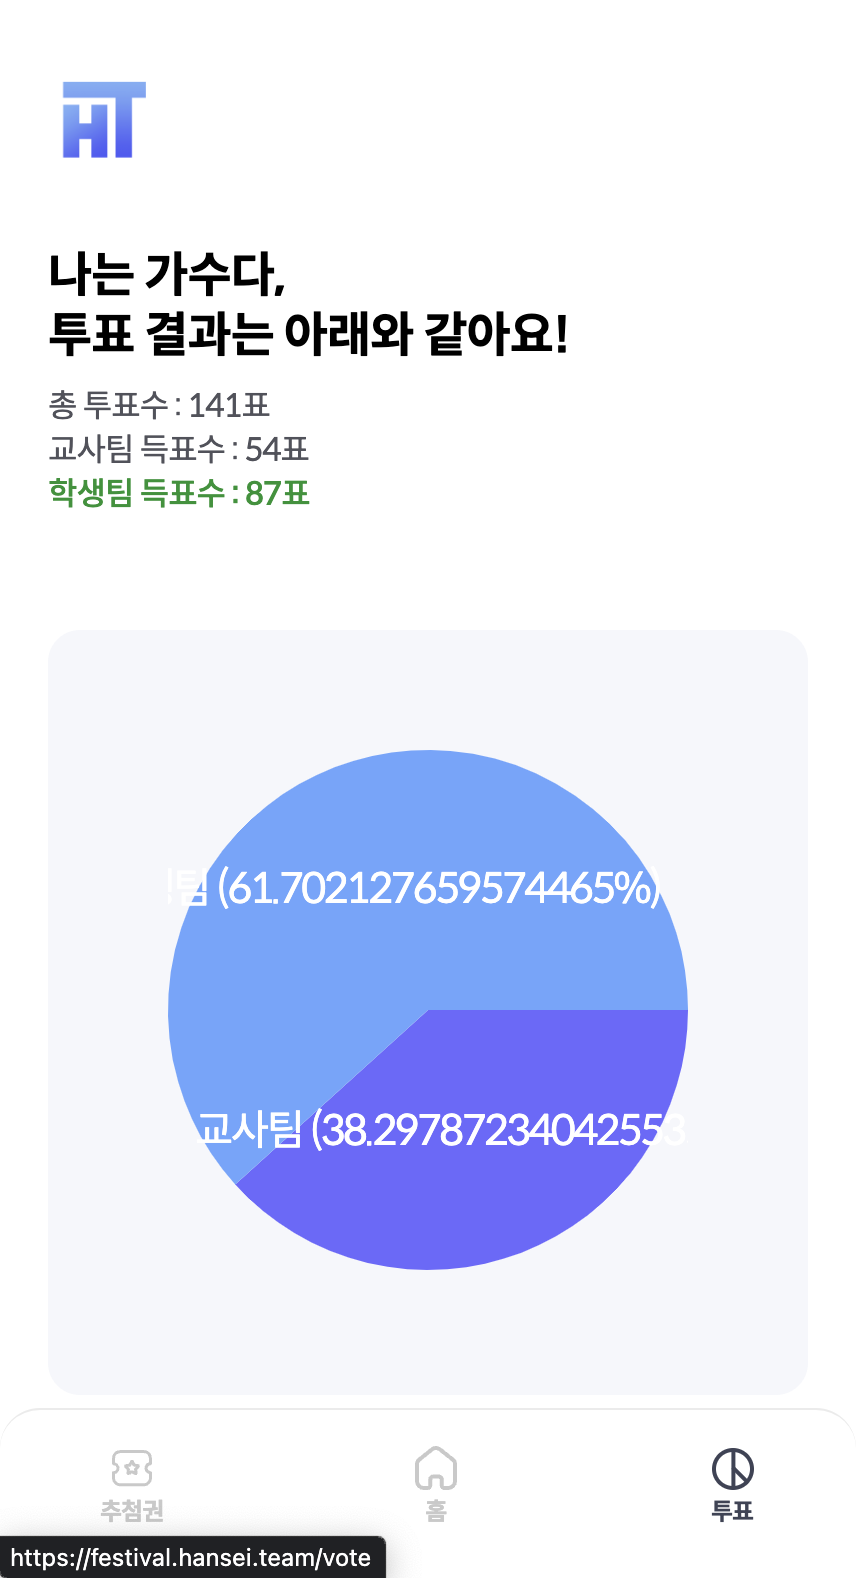 HT
나는 가수다,
투표 결과는 아래와 같아요!
총 투표수 : 141표
교사팀 득표수 : 54표
학생팀 득표수 : 87표
팀 (61.702127659574465%)
교사팀 (38.29787234042553
추첨권
홈
투표
https://festival.hansei.team/vote